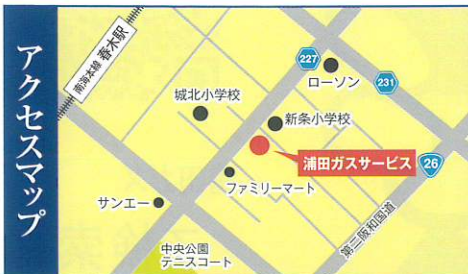 アクセスマップ
南海本線 春木駅
227
ローソン
231
城北小学校
新条小学校
浦田ガスサービス
26
ファミリーマート
サンエー
第二阪和国道
中央公園
テニスコート